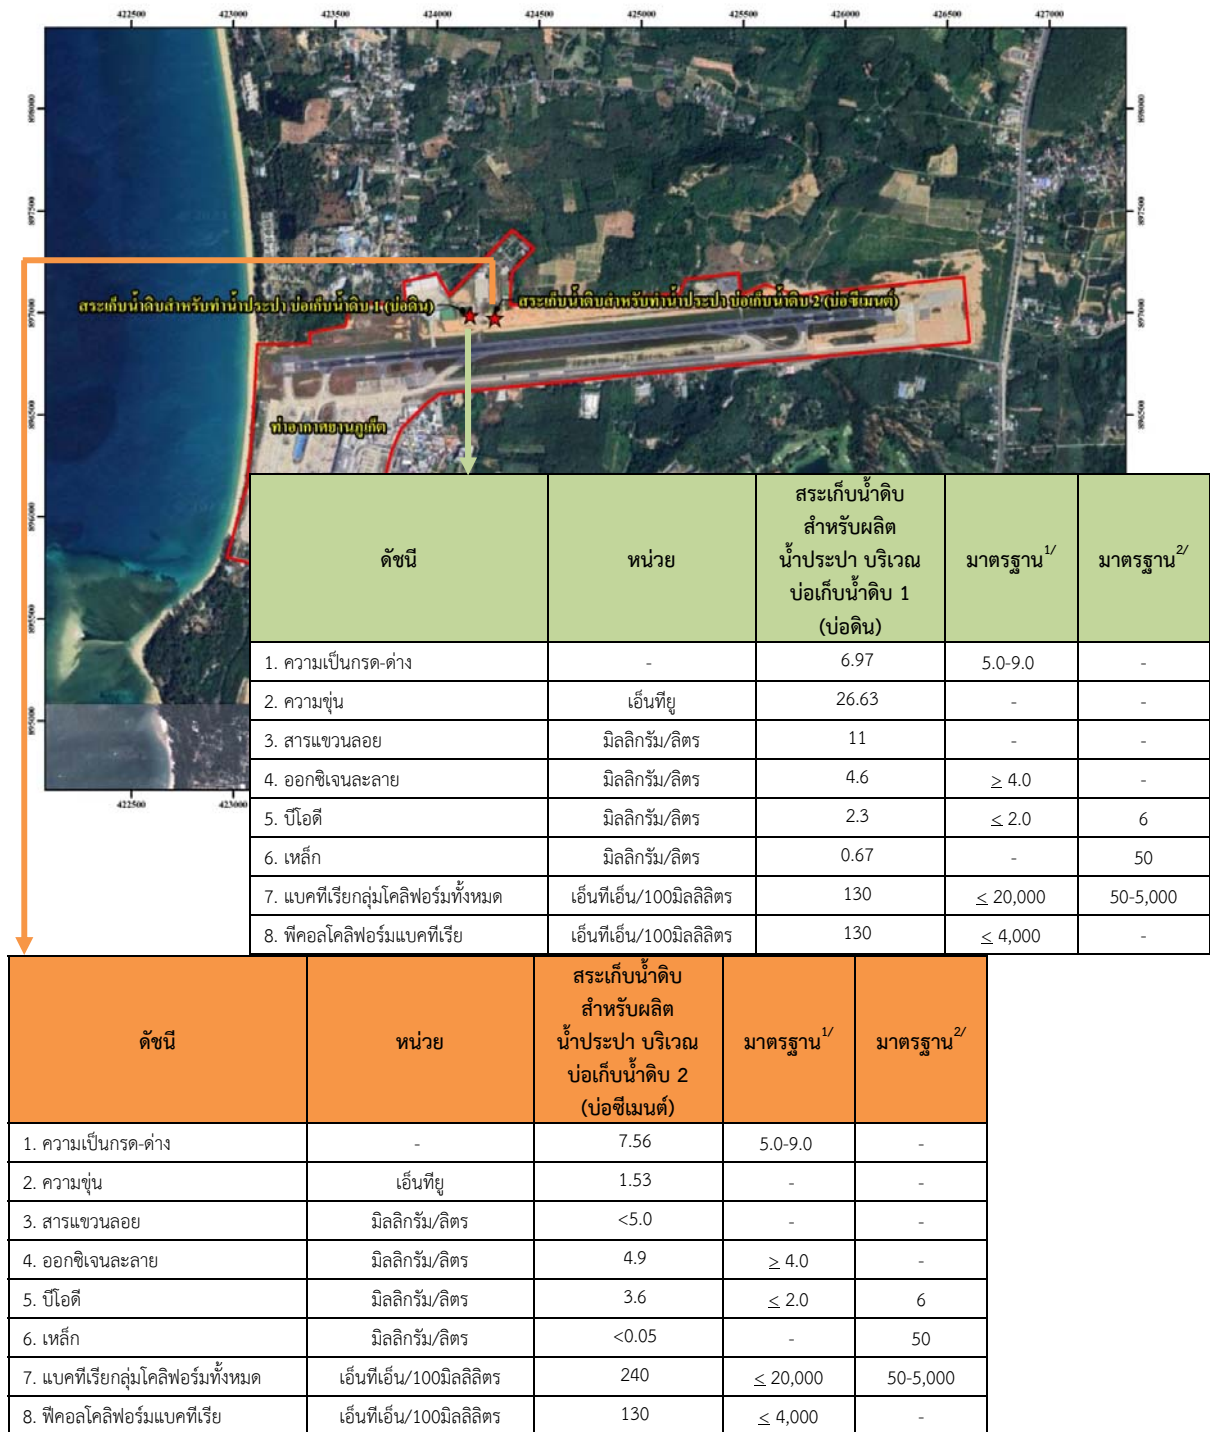 422500 423000 423500 424000 424500 425000 425500 426000 426500 427000
898000 898000
897500 897500
สระเก็บน้ำดิบสำหรับทำน้ำประปา บ่อเก็บน้ำดิบ 1 (บ่อดิน) สระเก็บน้ำดิบสำหรับทำน้ำประปา บ่อเก็บน้ำดิบ 2 (บ่อซีเมนต์)
897000 897000
896500 896500
ท่าอากาศยานภูเก็ต
896000
895500
895000
422500 423000
ดัชนี หน่วย สระเก็บน้ำดิบ
สำหรับผลิต
น้ำประปา บริเวณ
บ่อเก็บน้ำดิบ 1
(บ่อดิน) มาตรฐาน1/ มาตรฐาน2/
1. ความเป็นกรด-ด่าง - 6.97 5.0-9.0 -
2. ความขุ่น เอ็นทียู 26.63 - -
3. สารแขวนลอย มิลลิกรัม/ลิตร 11 - -
4. ออกซิเจนละลาย มิลลิกรัม/ลิตร 4.6 ≥ 4.0 -
5. บีโอดี มิลลิกรัม/ลิตร 2.3 ≤ 2.0 6
6. เหล็ก มิลลิกรัม/ลิตร 0.67 - 50
7. แบคทีเรียกลุ่มโคลิฟอร์มทั้งหมด เอ็นทีเอ็น/100มิลลิลิตร 130 ≤ 20,000 50-5,000
8. พีคอลโคลิฟอร์มแบคทีเรีย เอ็นทีเอ็น/100มิลลิลิตร 130 ≤ 4,000 -
ดัชนี หน่วย สระเก็บน้ำดิบ
สำหรับผลิต
น้ำประปา บริเวณ
บ่อเก็บน้ำดิบ 2
(บ่อซีเมนต์) มาตรฐาน1/ มาตรฐาน2/
1. ความเป็นกรด-ด่าง - 7.56 5.0-9.0 -
2. ความขุ่น เอ็นทียู 1.53 - -
3. สารแขวนลอย มิลลิกรัม/ลิตร <5.0 - -
4. ออกซิเจนละลาย มิลลิกรัม/ลิตร 4.9 ≥ 4.0 -
5. บีโอดี มิลลิกรัม/ลิตร 3.6 ≤ 2.0 6
6. เหล็ก มิลลิกรัม/ลิตร <0.05 - 50
7. แบคทีเรียกลุ่มโคลิฟอร์มทั้งหมด เอ็นทีเอ็น/100มิลลิลิตร 240 ≤ 20,000 50-5,000
8. ฟีคอลโคลิฟอร์มแบคทีเรีย เอ็นทีเอ็น/100มิลลิลิตร 130 ≤ 4,000 -